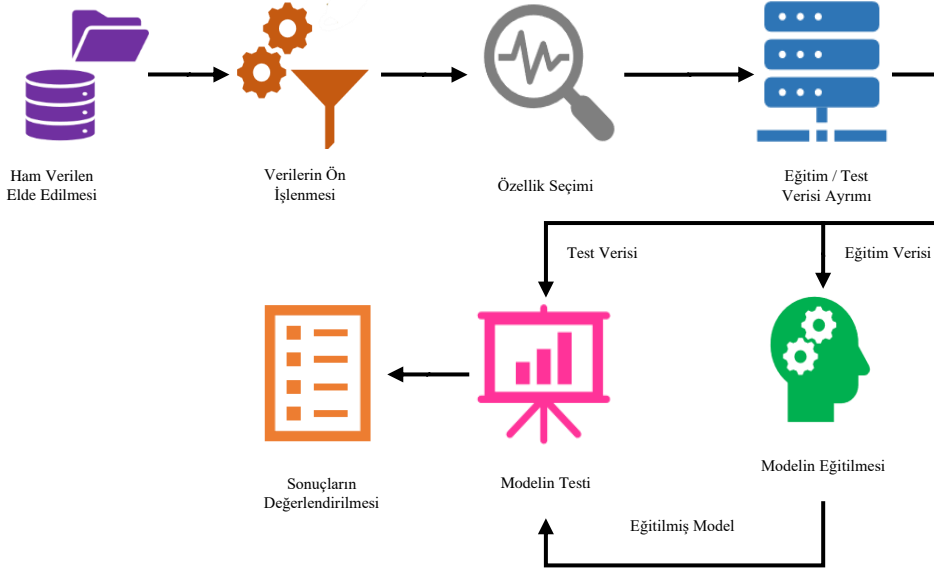 Ham Verilen
Elde Edilmesi
Verilerin Ön
İşlenmesi
Özellik Seçimi
Eğitim / Test
Verisi Ayrımı
Test Verisi
Eğitim Verisi
Sonuçların
Değerlendirilmesi
Modelin Testi
Modelin Eğitilmesi
Eğitilmiş Model